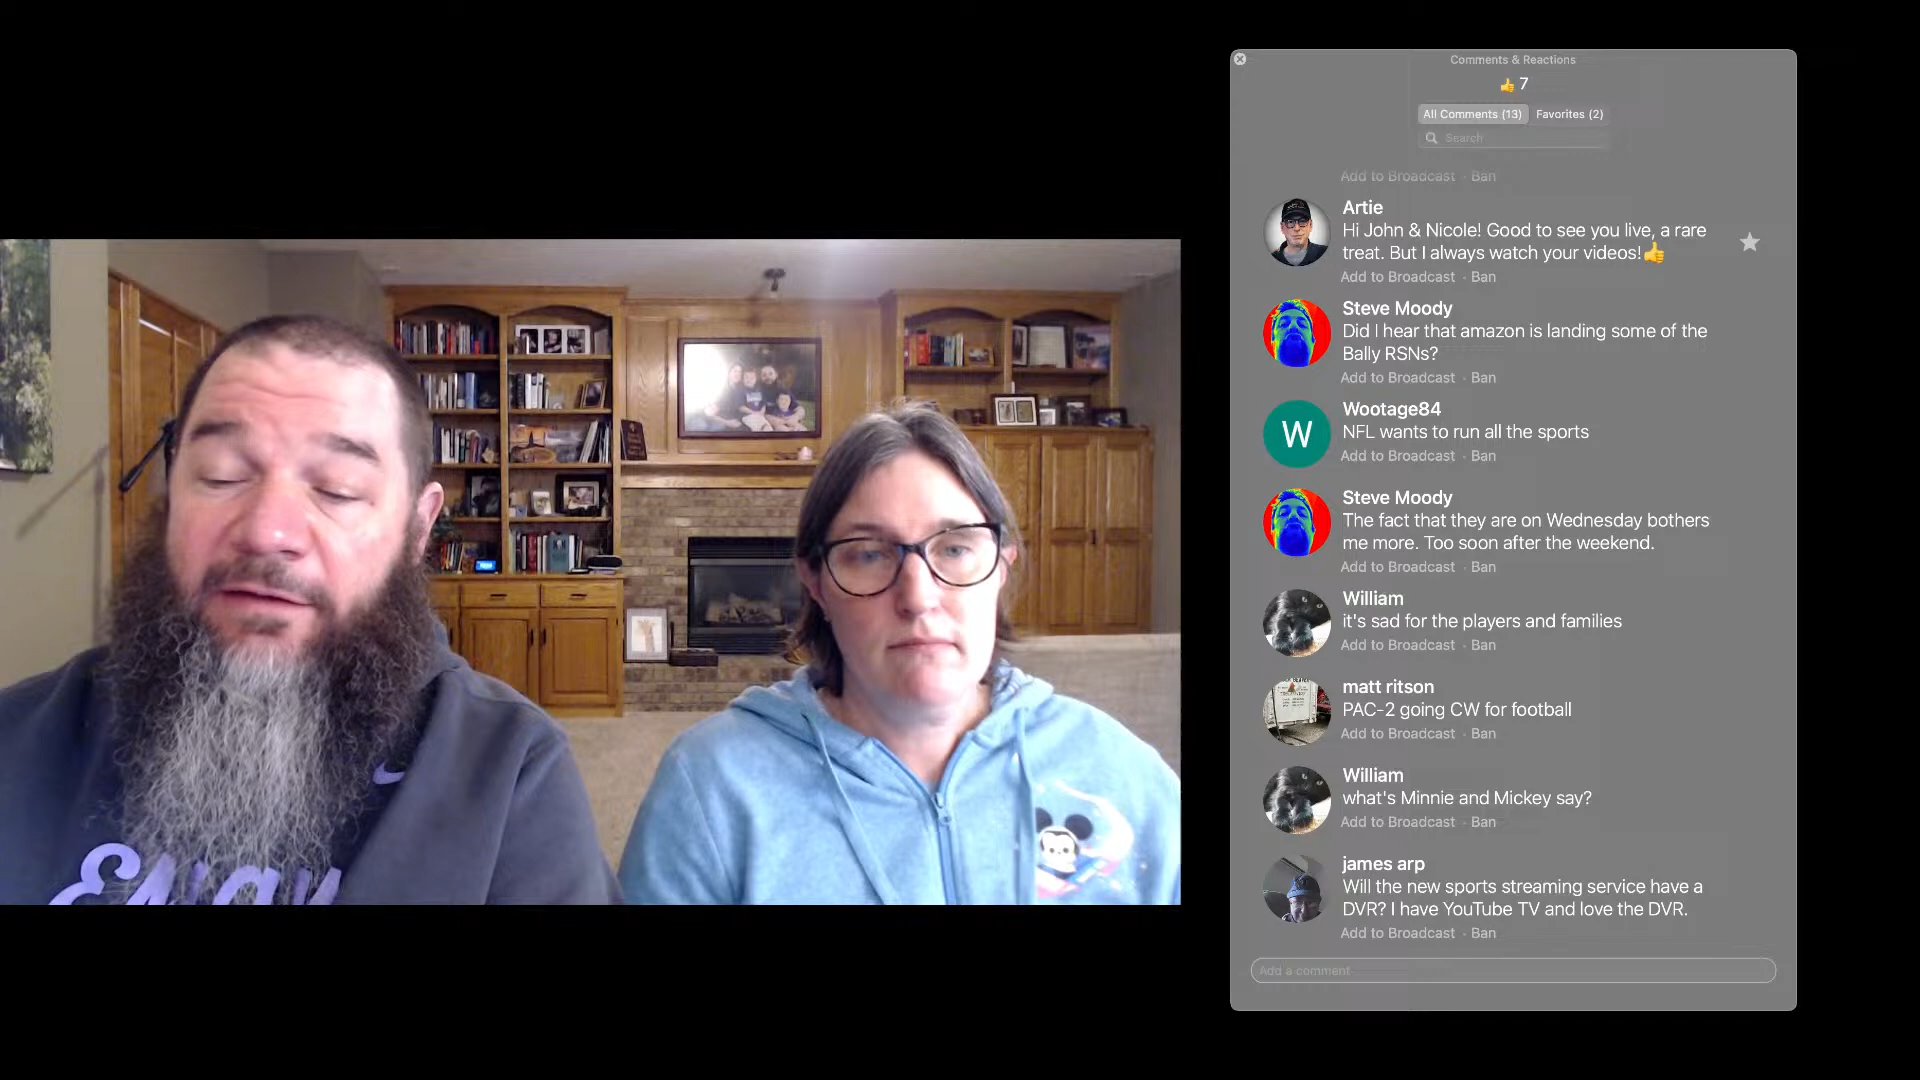 Comments & Reactions
👍 7
All Comments (13) Favorites (2)
Search
Add to Broadcast · Ban
Artie
Hi John & Nicole! Good to see you live, a rare
treat. But I always watch your videos!👍
Add to Broadcast · Ban
Steve Moody
Did I hear that amazon is landing some of the
Bally RSNs?
Add to Broadcast · Ban
W
Wootage84
NFL wants to run all the sports
Add to Broadcast · Ban
Steve Moody
The fact that they are on Wednesday bothers
me more. Too soon after the weekend.
Add to Broadcast · Ban
William
it's sad for the players and families
Add to Broadcast · Ban
matt ritson
PAC-2 going CW for football
Add to Broadcast · Ban
William
what's Minnie and Mickey say?
Add to Broadcast · Ban
james arp
Will the new sports streaming service have a
DVR? I have YouTube TV and love the DVR.
Add to Broadcast · Ban
Add a comment